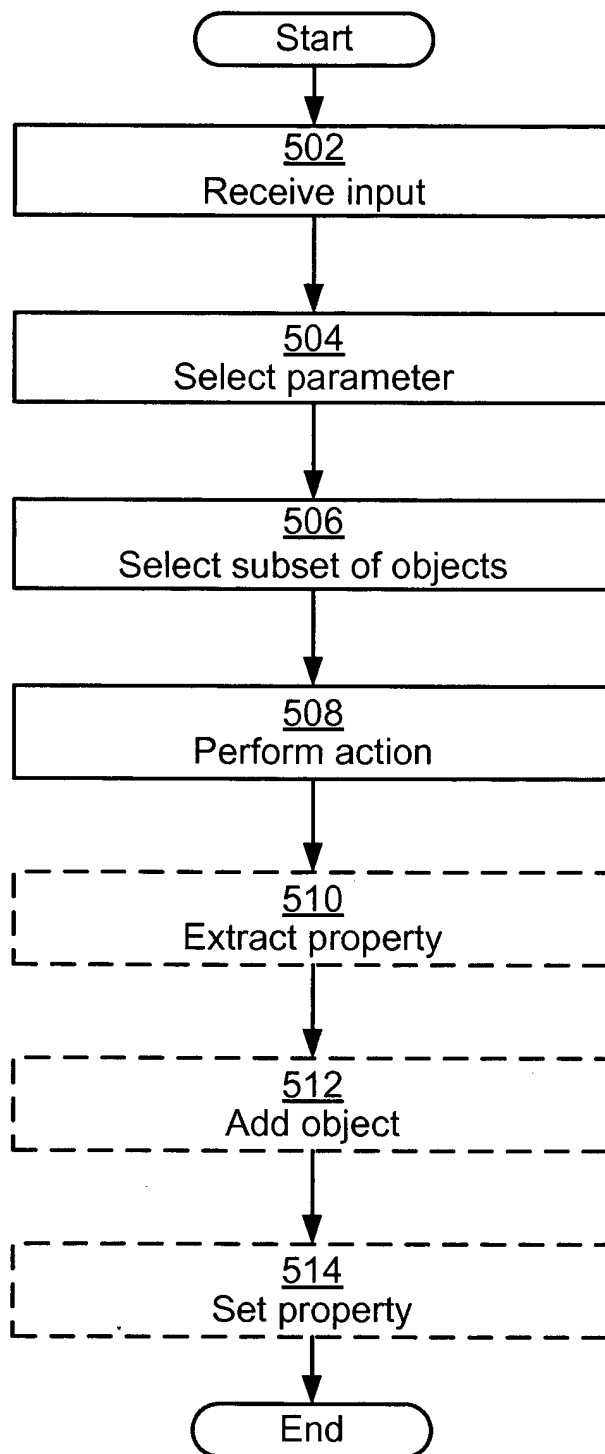 Start
502
Receive input
504
Select parameter
506
Select subset of objects
508
Perform action
510
Extract property
512
Add object
514
Set property
End